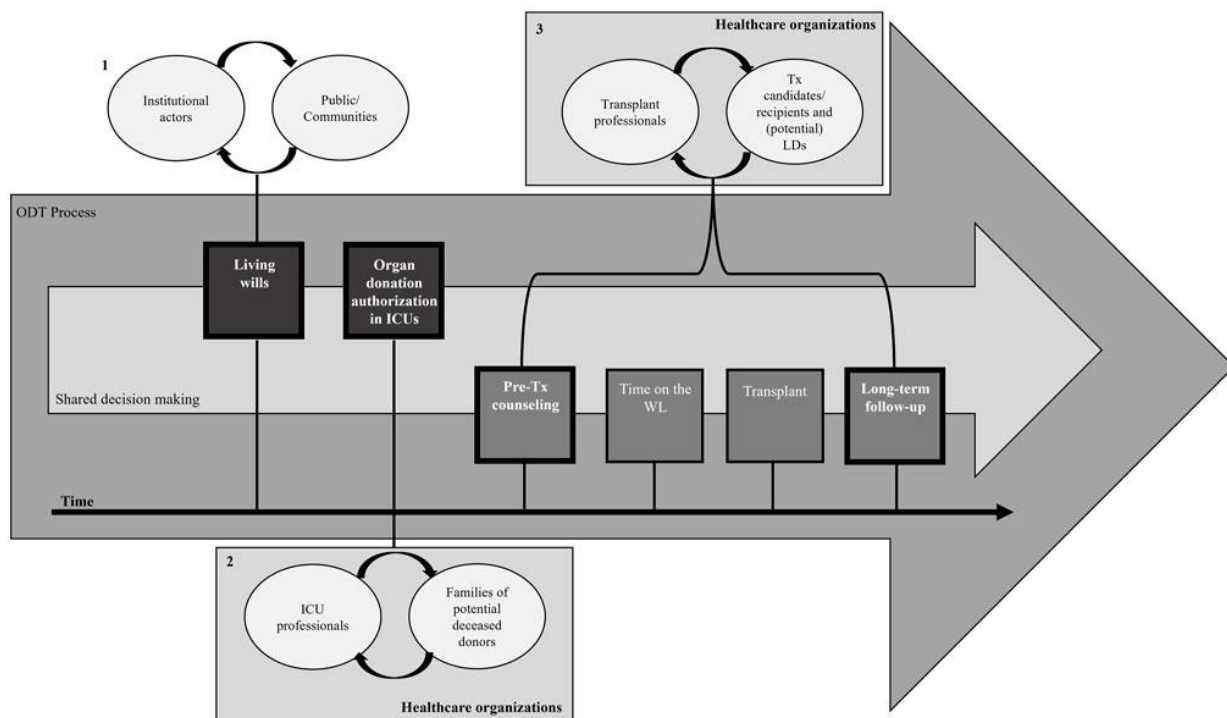 1
Institutional
actors
Public/
Communities
3
Healthcare organizations
Transplant
professionals
Tx
candidates/
recipients and
(potential)
LDs
ODT Process
Living
wills
Organ
donation
authorization
in ICUs
Shared decision making
Pre-Tx
counseling
Time on the
WL
Transplant
Long-term
follow-up
Time
2
ICU
professionals
Families of
potential
deceased
donors
Healthcare organizations